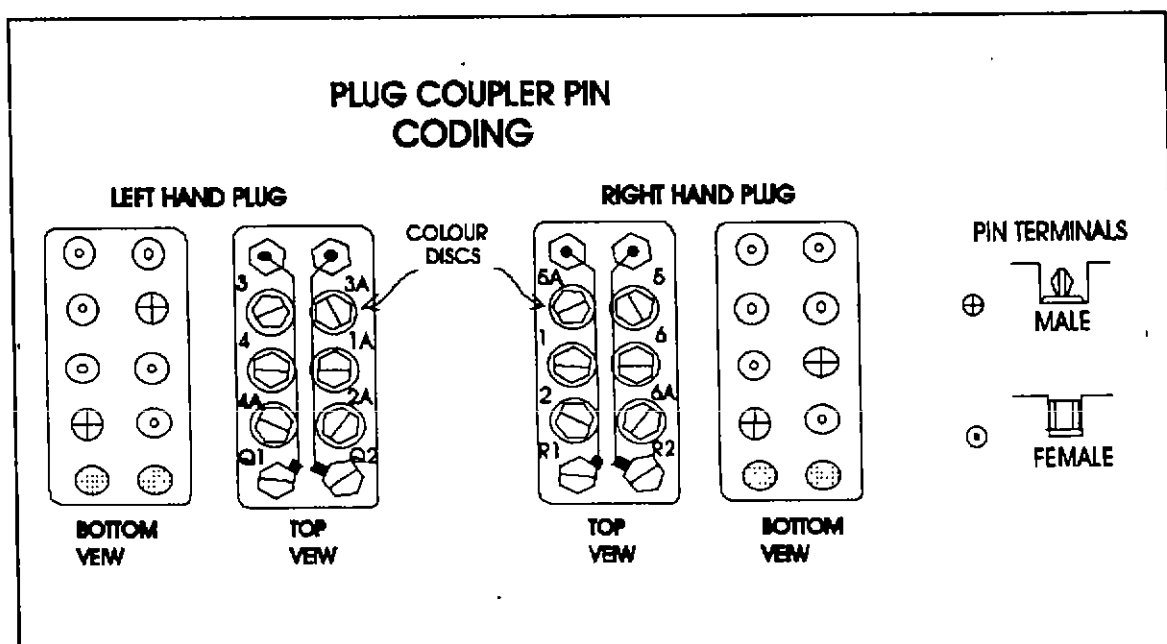 PLUG COUPLER PIN
CODING
LEFT HAND PLUG
RIGHT HAND PLUG
COLOUR
DISCS
PIN TERMINALS
3 3A
4 1A
4A 2A
Q1 Q2
5A 5
1 6
2 6A
R1 R2
MALE
FEMALE
BOTTOM
VEIW
TOP
VEIW
TOP
VEIW
BOTTOM
VEIW